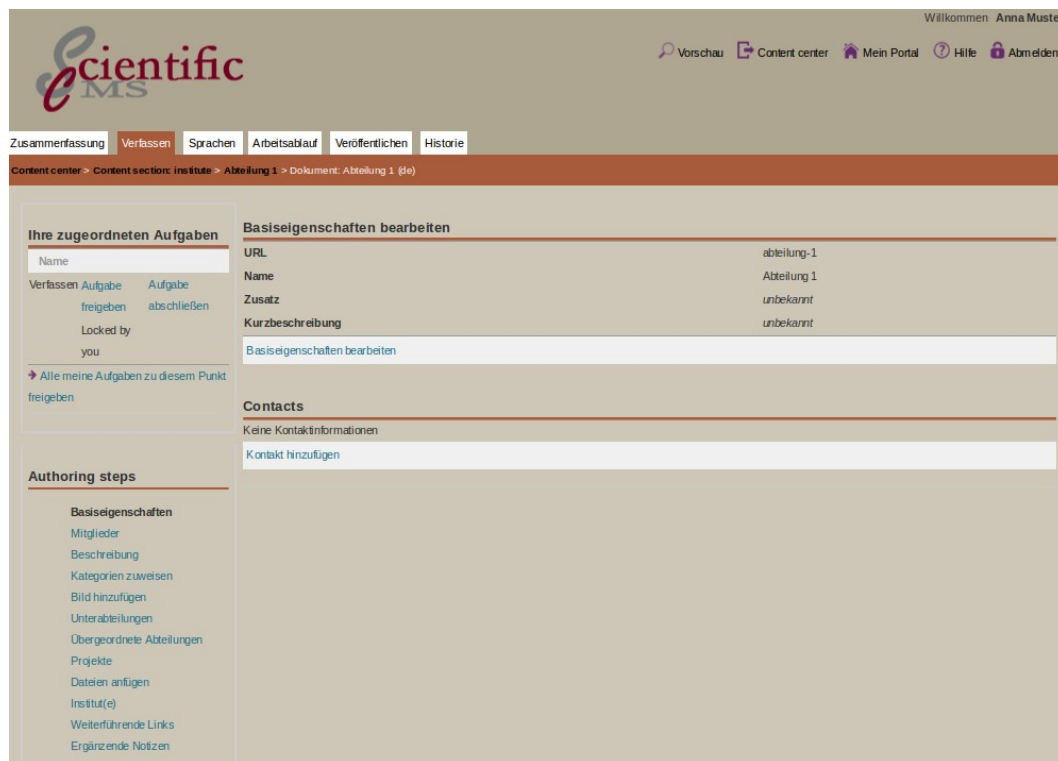 Willkommen Anna Muste
Scientific
CMS
Vorschau Content center Mein Portal Hilfe Abmelden
Zusammenfassung Verfassen Sprachen Arbeitsablauf Veröffentlichen Historie
Content center > Content section: institute > Abteilung 1 > Dokument: Abteilung 1 (de)
Ihre zugeordneten Aufgaben
Name
Verfassen Aufgabe freigeben Aufgabe abschließen
Locked by
you
Alle meine Aufgaben zu diesem Punkt
freigeben
Authoring steps
Basiseigenschaften
Mitglieder
Beschreibung
Kategorien zuweisen
Bild hinzufügen
Unterabteilungen
Übergeordnete Abteilungen
Projekte
Dateien anfügen
Institut(e)
Weiterführende Links
Ergänzende Notizen
Basiseigenschaften bearbeiten
URL abteilung-1
Name Abteilung 1
Zusatz unbekannt
Kurzbeschreibung unbekannt
Basiseigenschaften bearbeiten
Contacts
Keine Kontaktinformationen
Kontakt hinzufügen